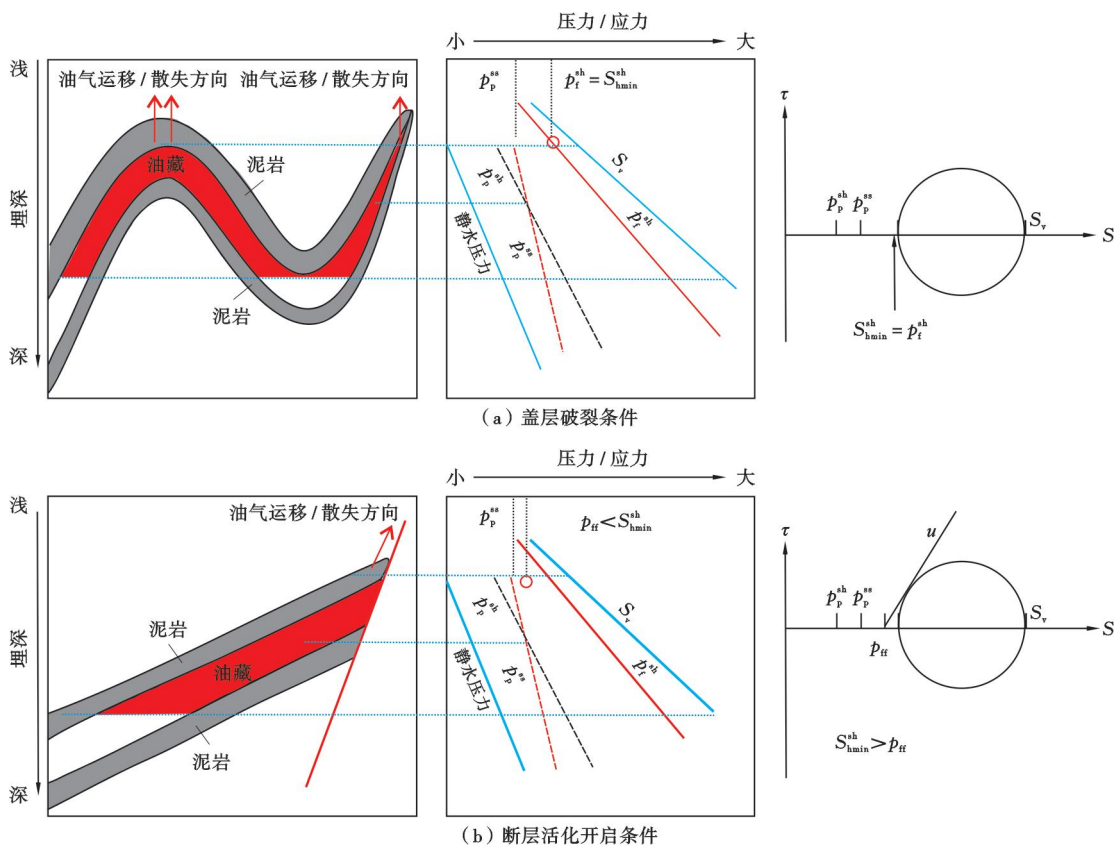 压力 / 应力
小 大
浅
埋深
深
油气运移 / 散失方向 油气运移 / 散失方向
油藏
泥岩
泥岩
p_p^ss p_f^sh = S_hmin^sh
S_v
p_p^sh
静水压力
p_p^ss
p_f^sh
τ
p_p^sh p_p^ss
S_v
S
S_hmin^sh = p_f^sh
(a) 盖层破裂条件
压力 / 应力
小 大
浅
埋深
深
油气运移 / 散失方向
泥岩
油藏
泥岩
p_p^ss p_ff < S_hmin^sh
S_v
p_p^sh
静水压力
p_p^ss
p_f^sh
τ
u
p_p^sh p_p^ss
S_v
S
p_ff
S_hmin^sh > p_ff
(b) 断层活化开启条件